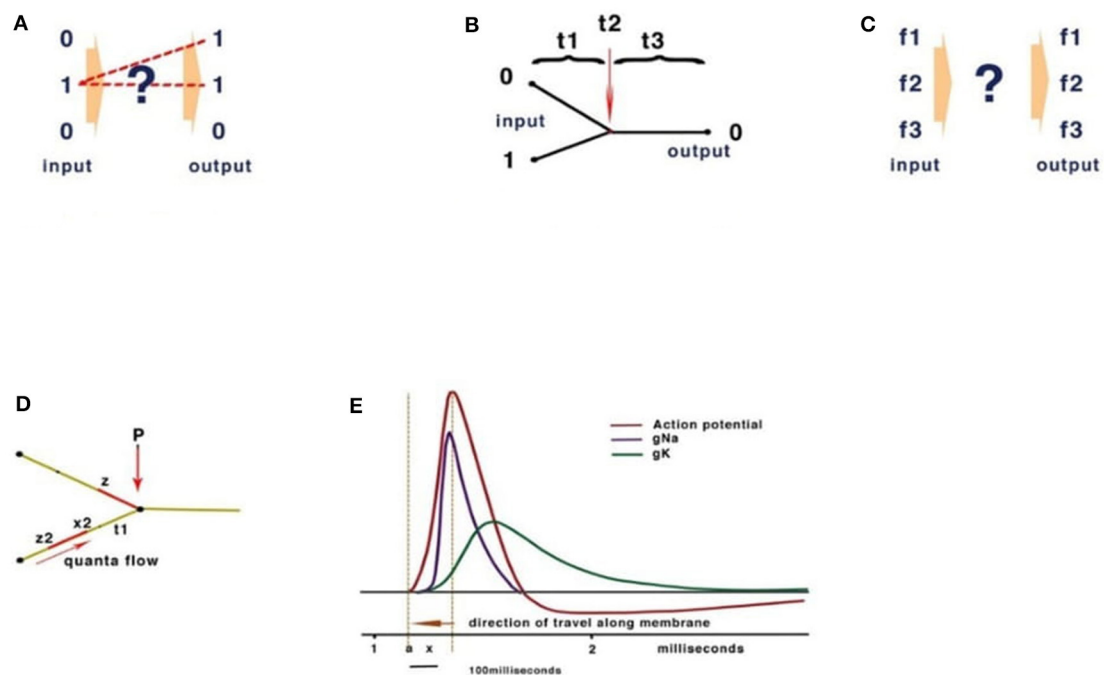 A
0 1
1 ? 1
0 0
input output
B
t2
t1 t3
0
input
0
output
1
C
f1 f1
f2 ? f2
f3 f3
input output
D
P
z
x2
z2 t1
quanta flow
E
Action potential
gNa
gK
direction of travel along membrane
1 a x 2 milliseconds
100milliseconds